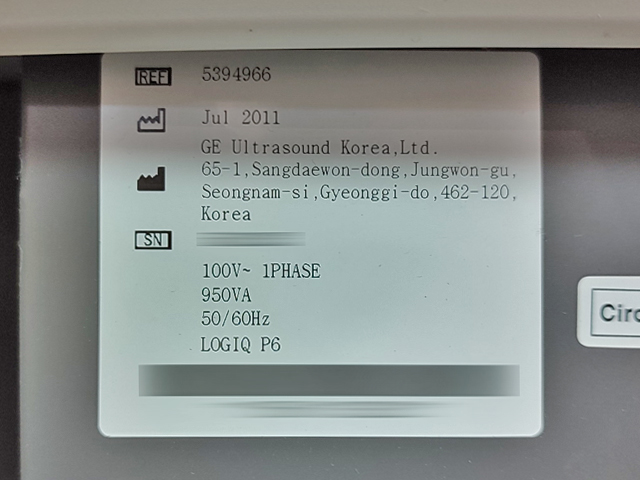 REF 5394966
Jul 2011
GE Ultrasound Korea,Ltd.
65-1,Sangdaewon-dong,Jungwon-gu,
Seongnam-si,Gyeonggi-do,462-120,
Korea
SN
100V~ 1PHASE
950VA
50/60Hz
LOGIQ P6